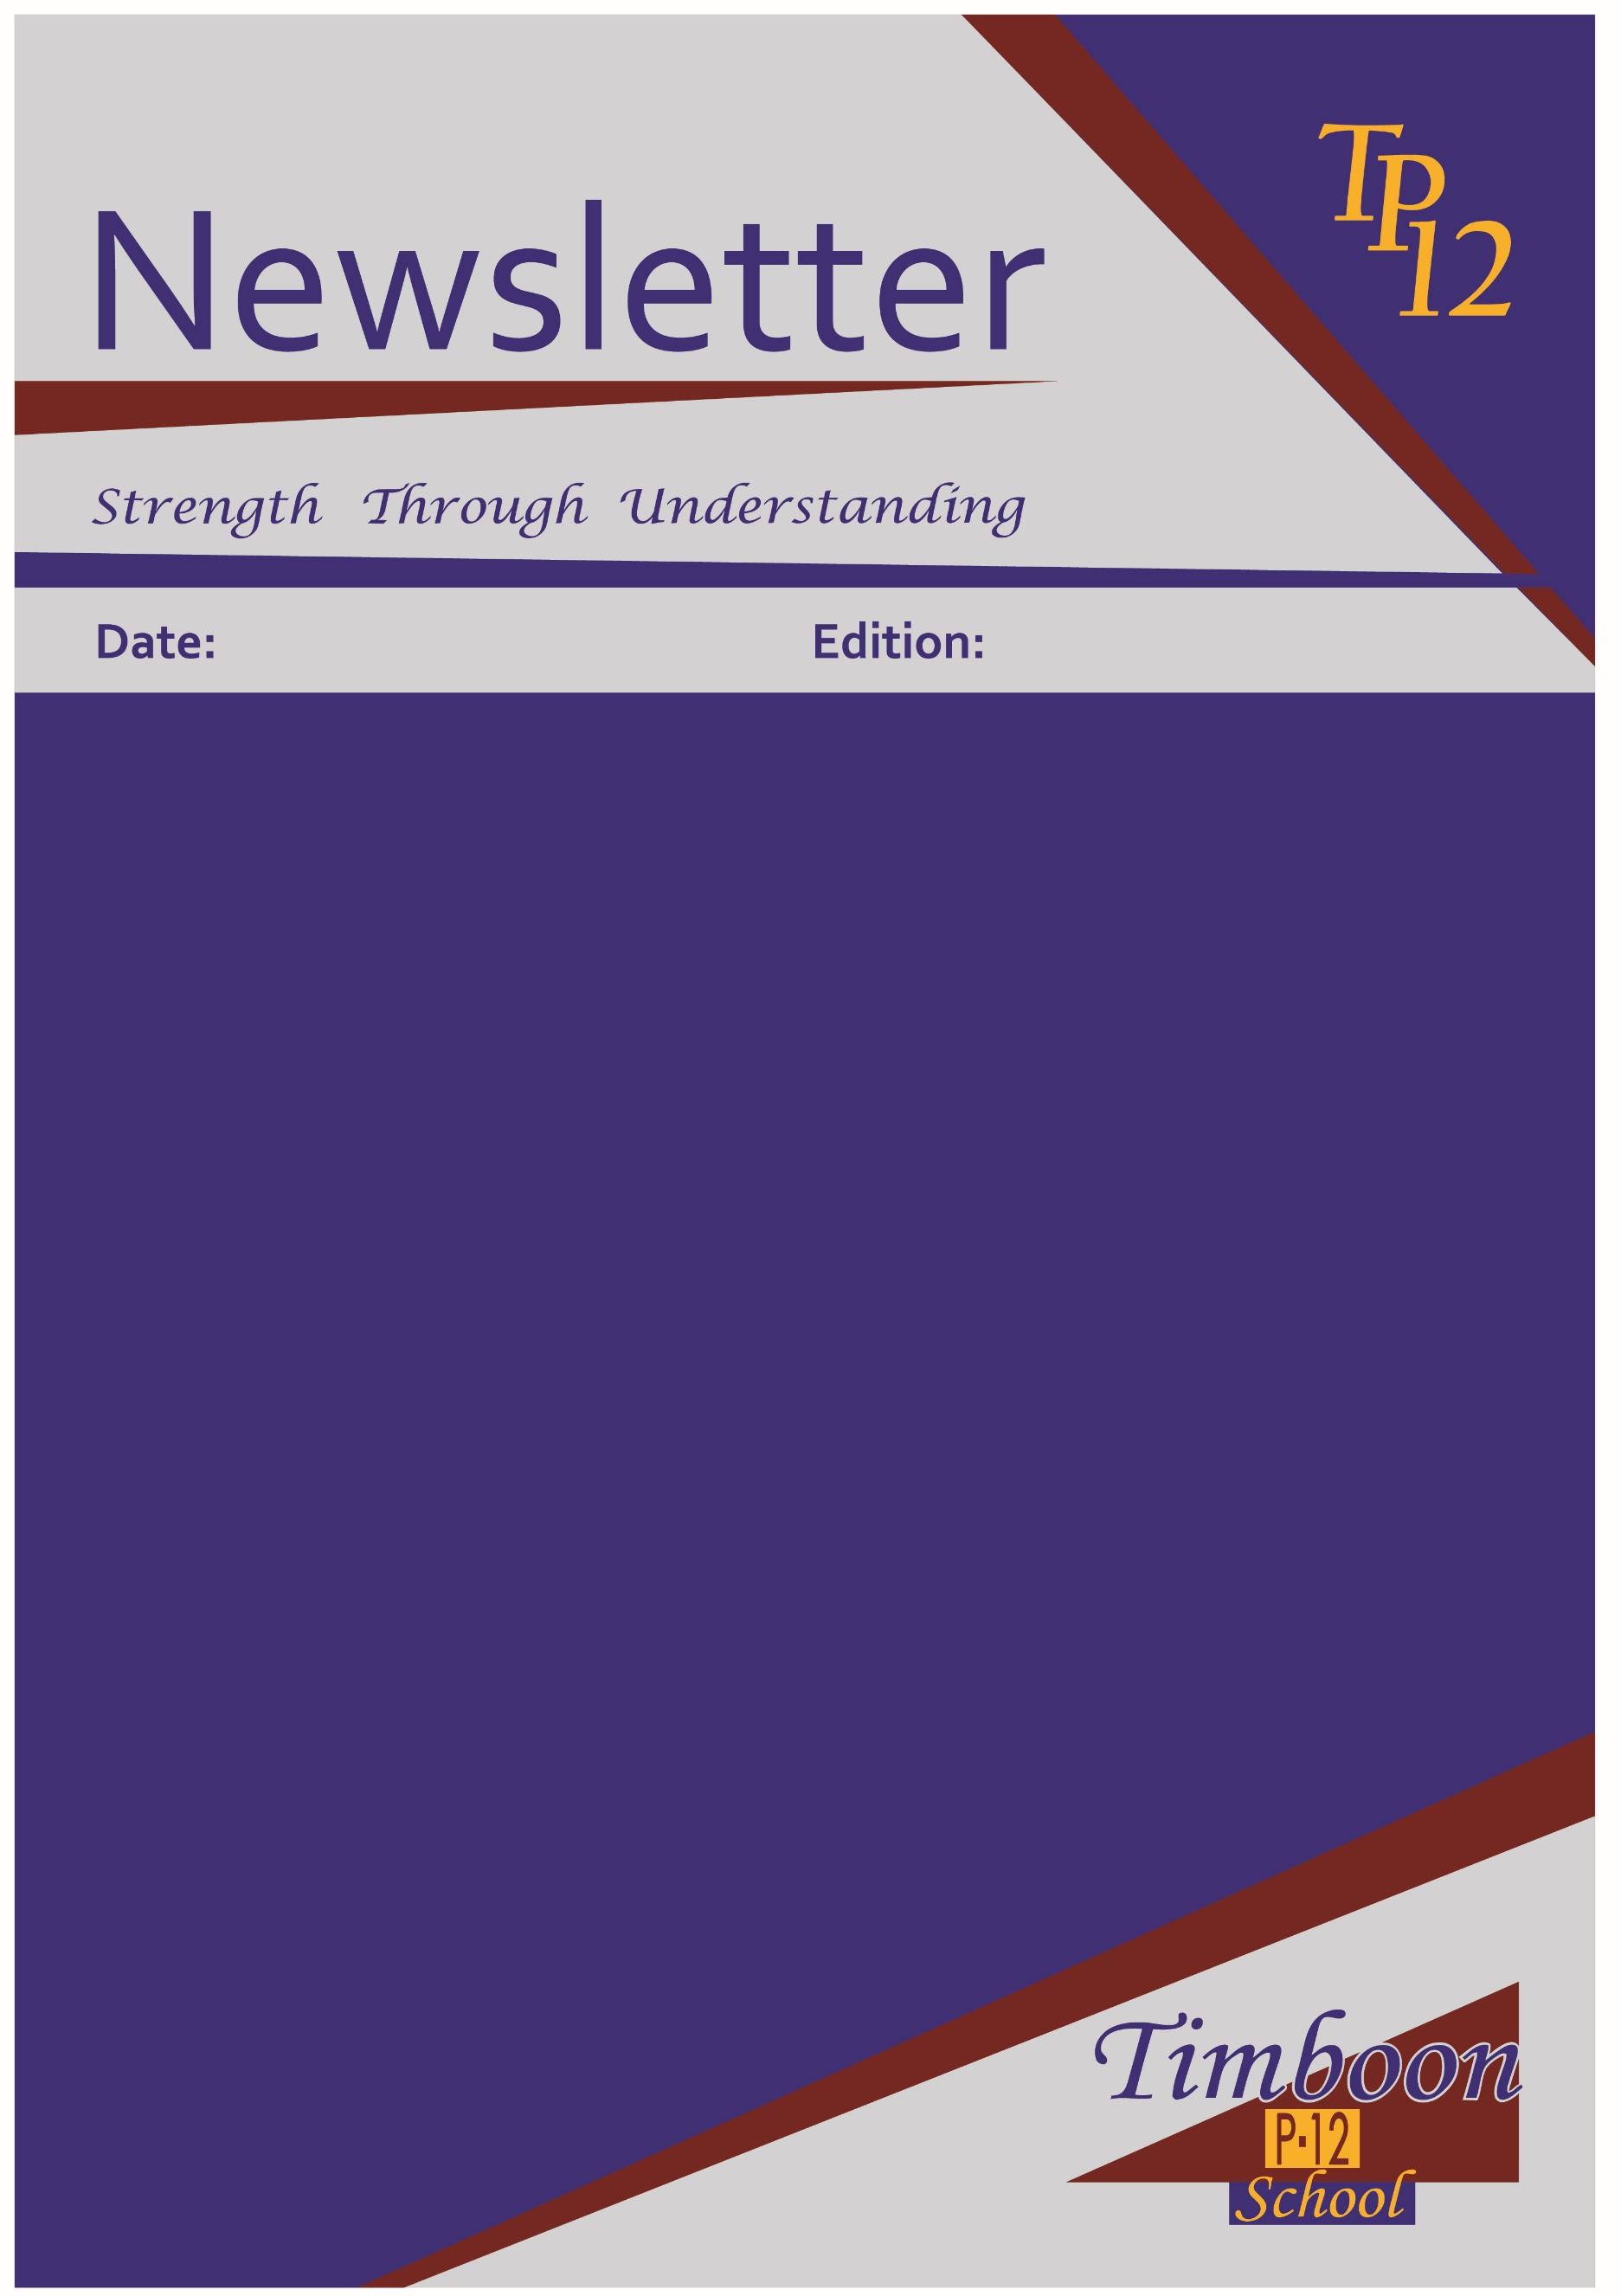 TP12
Newsletter
Strength Through Understanding
Date: Edition:
Timboon
P-12
School